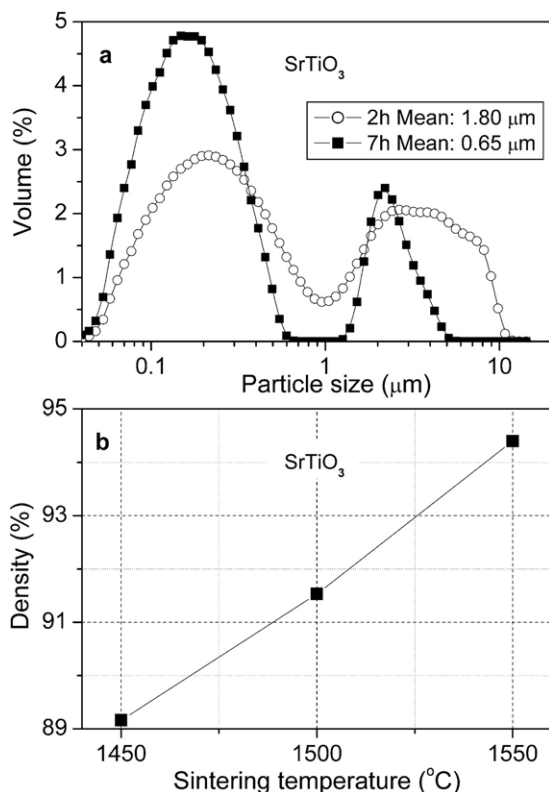 5
a
SrTiO₃
4
2h Mean: 1.80 μm
7h Mean: 0.65 μm
3
Volume (%)
2
1
0
0.1 1 10
Particle size (μm)
95
b
SrTiO₃
93
Density (%)
91
89
1450 1500 1550
Sintering temperature (°C)